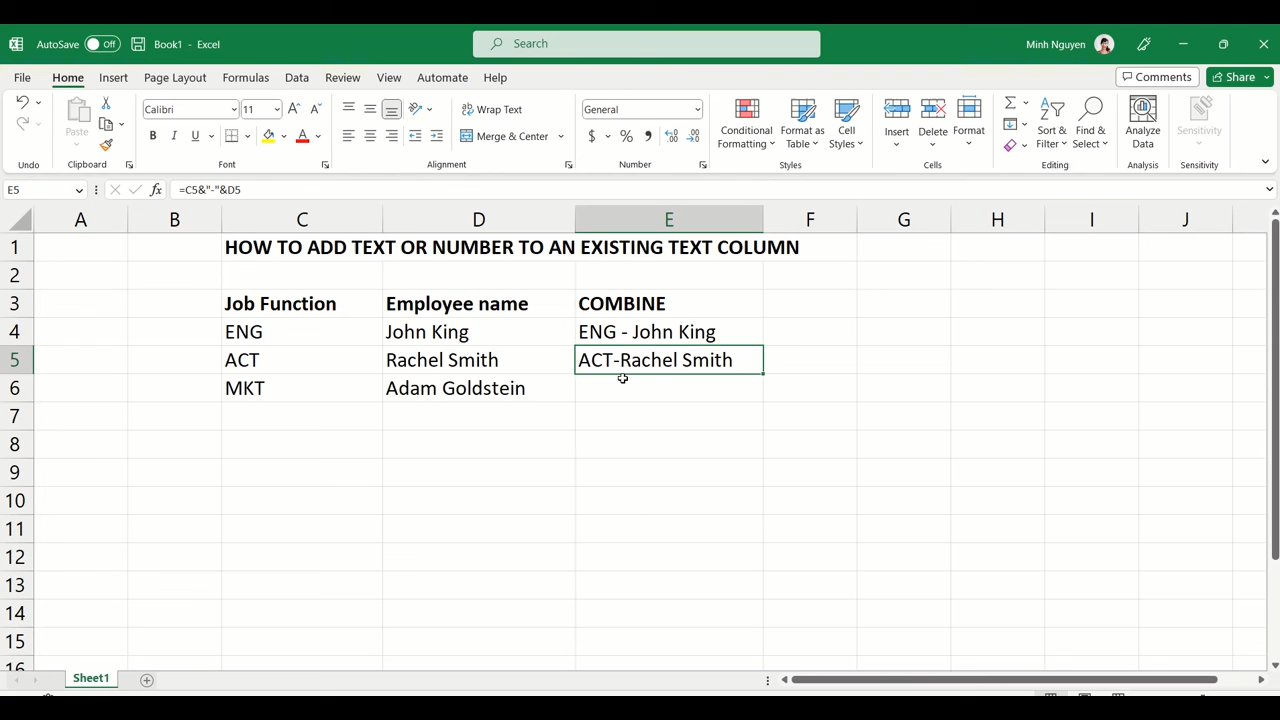 AutoSave Off Book1 - Excel Search Minh Nguyen
File Home Insert Page Layout Formulas Data Review View Automate Help Comments Share
Calibri 11 Wrap Text General
Paste B I U A Merge & Center $ % Conditional Formatting Format as Table Cell Styles Insert Delete Format Sort & Filter Find & Select Analyze Data Sensitivity
Undo Clipboard Font Alignment Number Styles Cells Editing Analysis Sensitivity
E5 fx =C5&"-"&D5
A B C D E F G H I J
1 HOW TO ADD TEXT OR NUMBER TO AN EXISTING TEXT COLUMN
2
3 Job Function Employee name COMBINE
4 ENG John King ENG - John King
5 ACT Rachel Smith ACT-Rachel Smith
6 MKT Adam Goldstein
7
8
9
10
11
12
13
14
15
16
Sheet1